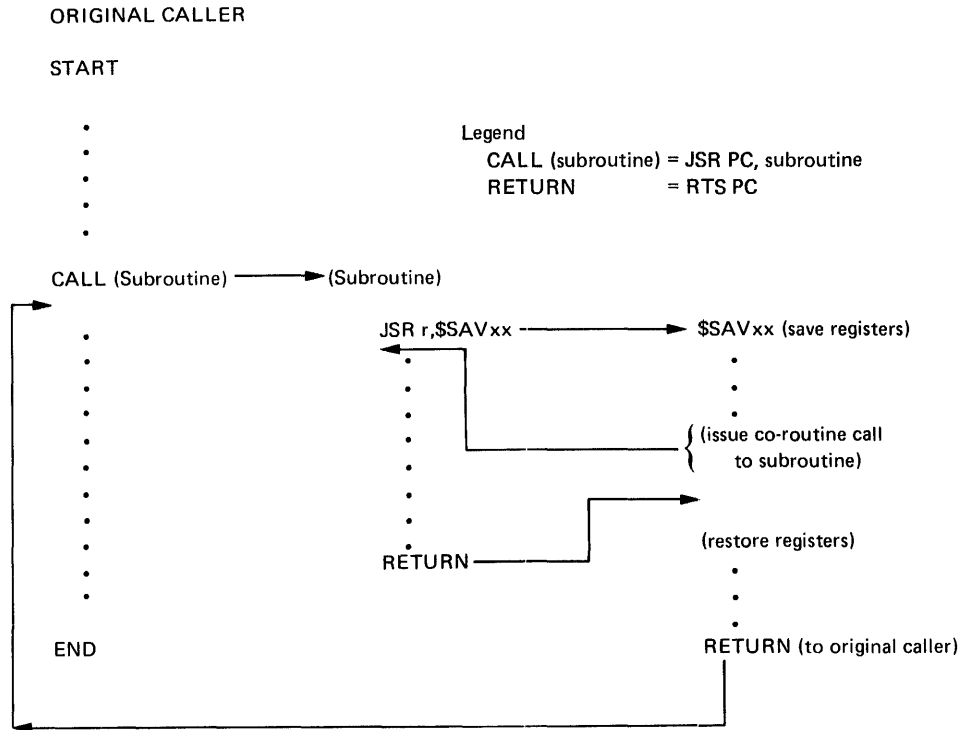 ORIGINAL CALLER
START
Legend
CALL (subroutine) = JSR PC, subroutine
RETURN = RTS PC
CALL (Subroutine) (Subroutine)
JSR r,$SAVxx $SAVxx (save registers)
(issue co-routine call
to subroutine)
(restore registers)
RETURN
END
RETURN (to original caller)